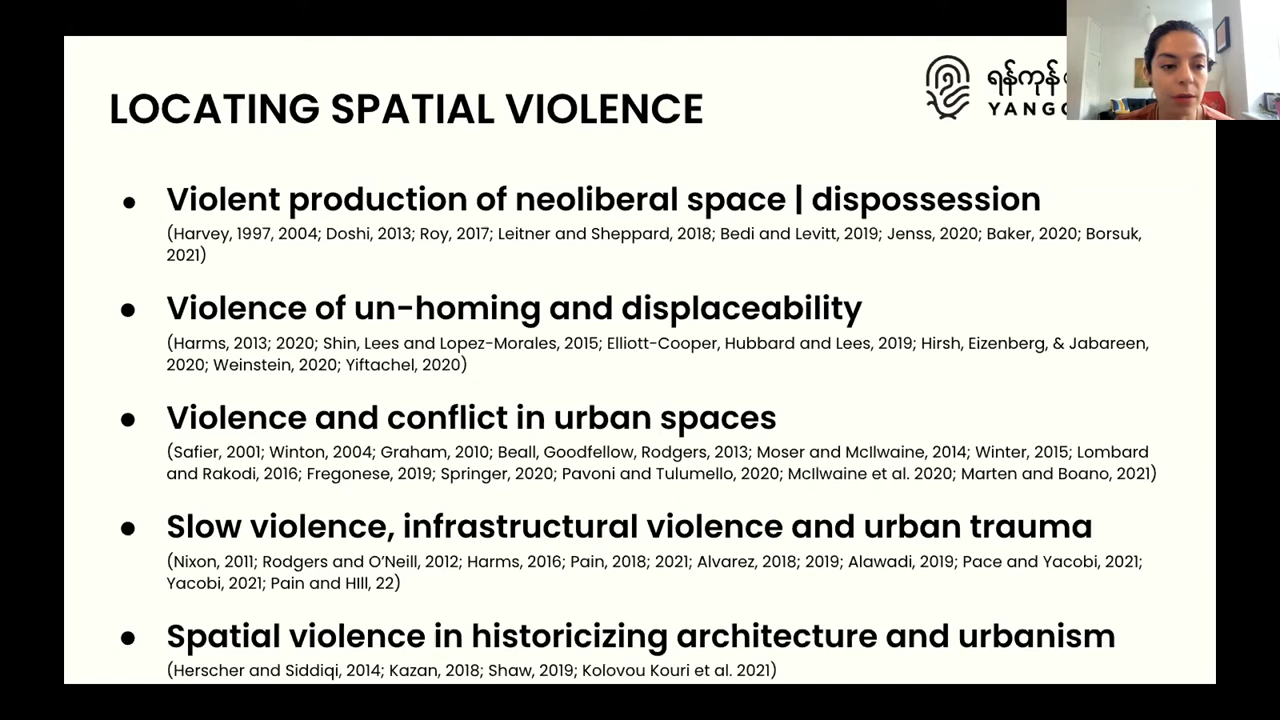 LOCATING SPATIAL VIOLENCE
ရန်ကုန်
YANGO
● Violent production of neoliberal space | dispossession
(Harvey, 1997, 2004; Doshi, 2013; Roy, 2017; Leitner and Sheppard, 2018; Bedi and Levitt, 2019; Jenss, 2020; Baker, 2020; Borsuk,
2021)
● Violence of un-homing and displaceability
(Harms, 2013; 2020; Shin, Lees and Lopez-Morales, 2015; Elliott-Cooper, Hubbard and Lees, 2019; Hirsh, Eizenberg, & Jabareen,
2020; Weinstein, 2020; Yiftachel, 2020)
● Violence and conflict in urban spaces
(Safier, 2001; Winton, 2004; Graham, 2010; Beall, Goodfellow, Rodgers, 2013; Moser and McIlwaine, 2014; Winter, 2015; Lombard
and Rakodi, 2016; Fregonese, 2019; Springer, 2020; Pavoni and Tulumello, 2020; McIlwaine et al. 2020; Marten and Boano, 2021)
● Slow violence, infrastructural violence and urban trauma
(Nixon, 2011; Rodgers and O’Neill, 2012; Harms, 2016; Pain, 2018; 2021; Alvarez, 2018; 2019; Alawadi, 2019; Pace and Yacobi, 2021;
Yacobi, 2021; Pain and HIll, 22)
● Spatial violence in historicizing architecture and urbanism
(Herscher and Siddiqi, 2014; Kazan, 2018; Shaw, 2019; Kolovou Kouri et al. 2021)